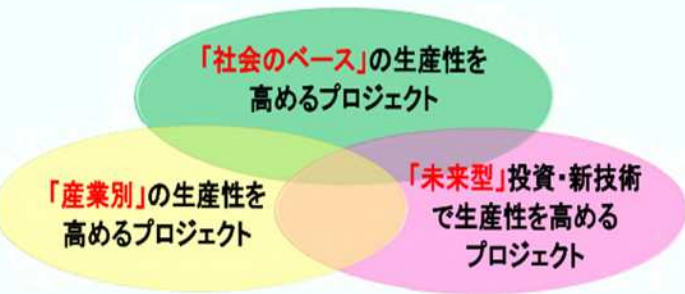 「社会のベース」の生産性を
高めるプロジェクト
「産業別」の生産性を
高めるプロジェクト
「未来型」投資・新技術
で生産性を高める
プロジェクト